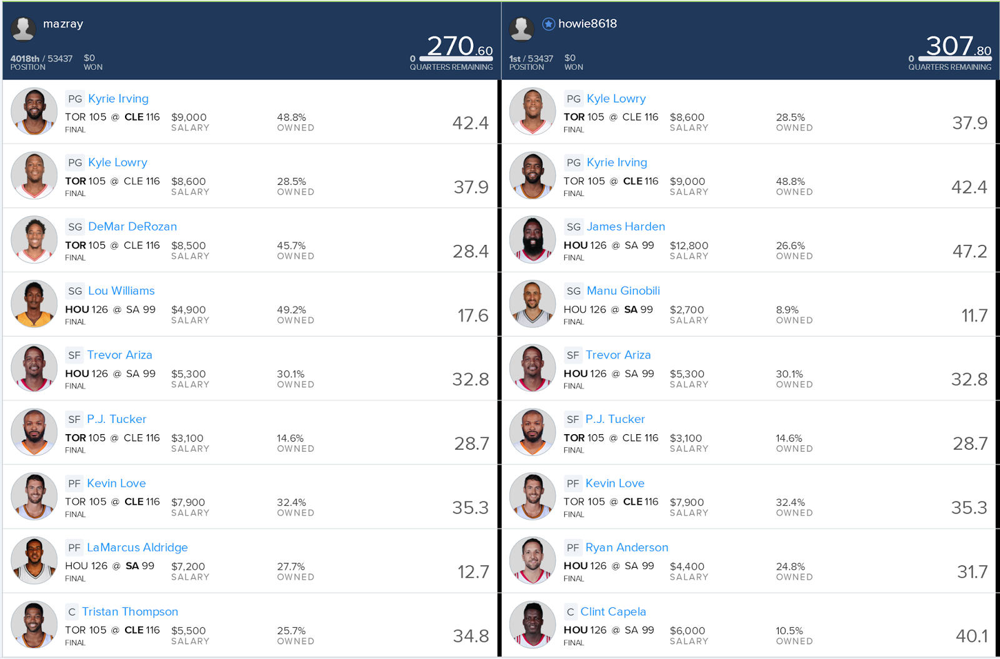 mazray
270.60
4018th / 53437 $0
0
POSITION WON QUARTERS REMAINING
PG Kyrie Irving
TOR 105 @ CLE 116 $9,000 48.8% 42.4
FINAL SALARY OWNED
PG Kyle Lowry
TOR 105 @ CLE 116 $8,600 28.5% 37.9
FINAL SALARY OWNED
SG DeMar DeRozan
TOR 105 @ CLE 116 $8,500 45.7% 28.4
FINAL SALARY OWNED
SG Lou Williams
HOU 126 @ SA 99 $4,900 49.2% 17.6
FINAL SALARY OWNED
SF Trevor Ariza
HOU 126 @ SA 99 $5,300 30.1% 32.8
FINAL SALARY OWNED
SF P.J. Tucker
TOR 105 @ CLE 116 $3,100 14.6% 28.7
FINAL SALARY OWNED
PF Kevin Love
TOR 105 @ CLE 116 $7,900 32.4% 35.3
FINAL SALARY OWNED
PF LaMarcus Aldridge
HOU 126 @ SA 99 $7,200 27.7% 12.7
FINAL SALARY OWNED
C Tristan Thompson
TOR 105 @ CLE 116 $5,500 25.7% 34.8
FINAL SALARY OWNED
howie8618
307.80
1st / 53437 $0
0
POSITION WON QUARTERS REMAINING
PG Kyle Lowry
TOR 105 @ CLE 116 $8,600 28.5% 37.9
FINAL SALARY OWNED
PG Kyrie Irving
TOR 105 @ CLE 116 $9,000 48.8% 42.4
FINAL SALARY OWNED
SG James Harden
HOU 126 @ SA 99 $12,800 26.6% 47.2
FINAL SALARY OWNED
SG Manu Ginobili
HOU 126 @ SA 99 $2,700 8.9% 11.7
FINAL SALARY OWNED
SF Trevor Ariza
HOU 126 @ SA 99 $5,300 30.1% 32.8
FINAL SALARY OWNED
SF P.J. Tucker
TOR 105 @ CLE 116 $3,100 14.6% 28.7
FINAL SALARY OWNED
PF Kevin Love
TOR 105 @ CLE 116 $7,900 32.4% 35.3
FINAL SALARY OWNED
PF Ryan Anderson
HOU 126 @ SA 99 $4,400 24.8% 31.7
FINAL SALARY OWNED
C Clint Capela
HOU 126 @ SA 99 $6,000 10.5% 40.1
FINAL SALARY OWNED